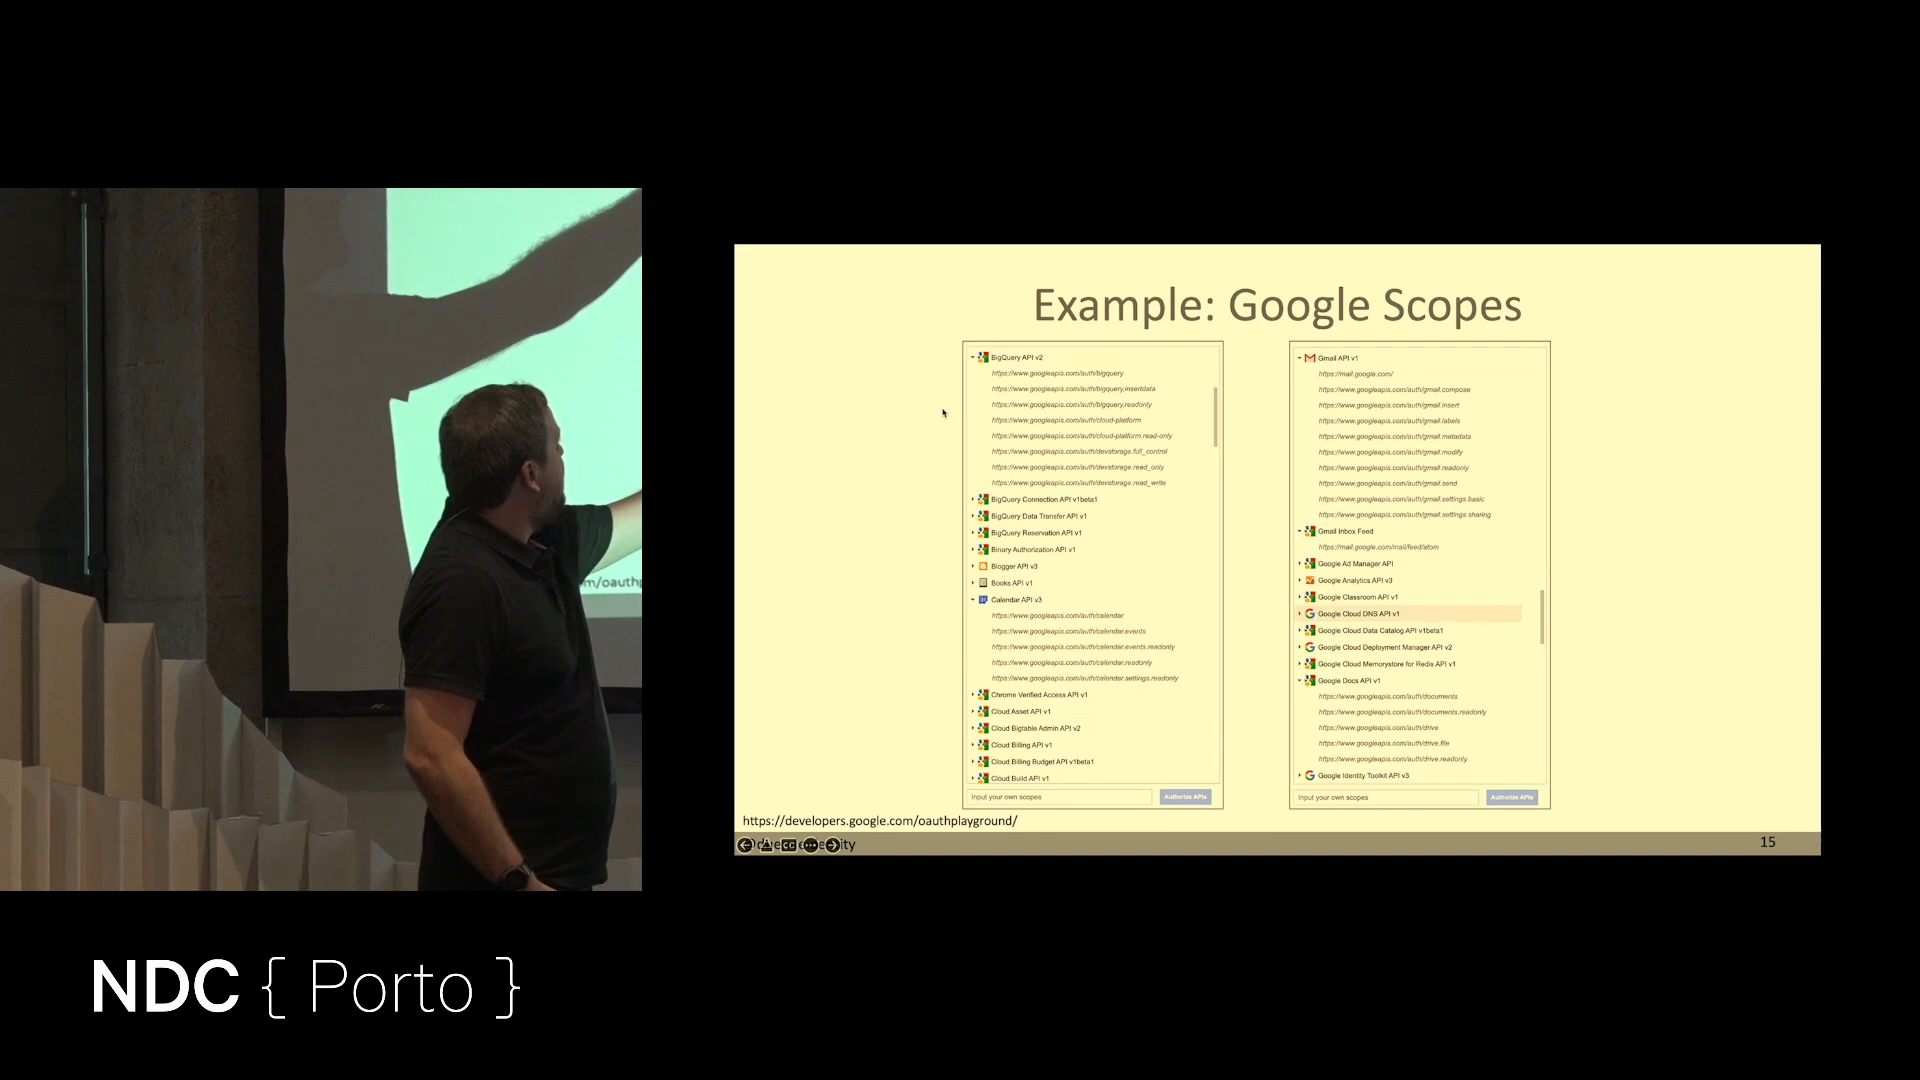 m/oauthp
Example: Google Scopes
BigQuery API v2
https://www.googleapis.com/auth/bigquery
https://www.googleapis.com/auth/bigquery.insertdata
https://www.googleapis.com/auth/bigquery.readonly
https://www.googleapis.com/auth/cloud-platform
https://www.googleapis.com/auth/cloud-platform.read-only
https://www.googleapis.com/auth/devstorage.full_control
https://www.googleapis.com/auth/devstorage.read_only
https://www.googleapis.com/auth/devstorage.read_write
BigQuery Connection API v1beta1
BigQuery Data Transfer API v1
BigQuery Reservation API v1
Binary Authorization API v1
Blogger API v3
Books API v1
Calendar API v3
https://www.googleapis.com/auth/calendar
https://www.googleapis.com/auth/calendar.events
https://www.googleapis.com/auth/calendar.events.readonly
https://www.googleapis.com/auth/calendar.readonly
https://www.googleapis.com/auth/calendar.settings.readonly
Chrome Verified Access API v1
Cloud Asset API v1
Cloud Bigtable Admin API v2
Cloud Billing API v1
Cloud Billing Budget API v1beta1
Cloud Build API v1
Input your own scopes
Authorize APIs
Gmail API v1
https://mail.google.com/
https://www.googleapis.com/auth/gmail.compose
https://www.googleapis.com/auth/gmail.insert
https://www.googleapis.com/auth/gmail.labels
https://www.googleapis.com/auth/gmail.metadata
https://www.googleapis.com/auth/gmail.modify
https://www.googleapis.com/auth/gmail.readonly
https://www.googleapis.com/auth/gmail.send
https://www.googleapis.com/auth/gmail.settings.basic
https://www.googleapis.com/auth/gmail.settings.sharing
Gmail Inbox Feed
https://mail.google.com/mail/feed/atom
Google Ad Manager API
Google Analytics API v3
Google Classroom API v1
Google Cloud DNS API v1
Google Cloud Data Catalog API v1beta1
Google Cloud Deployment Manager API v2
Google Cloud Memorystore for Redis API v1
Google Docs API v1
https://www.googleapis.com/auth/documents
https://www.googleapis.com/auth/documents.readonly
https://www.googleapis.com/auth/drive
https://www.googleapis.com/auth/drive.file
https://www.googleapis.com/auth/drive.readonly
Google Identity Toolkit API v3
Input your own scopes
Authorize APIs
https://developers.google.com/oauthplayground/
15
NDC { Porto }